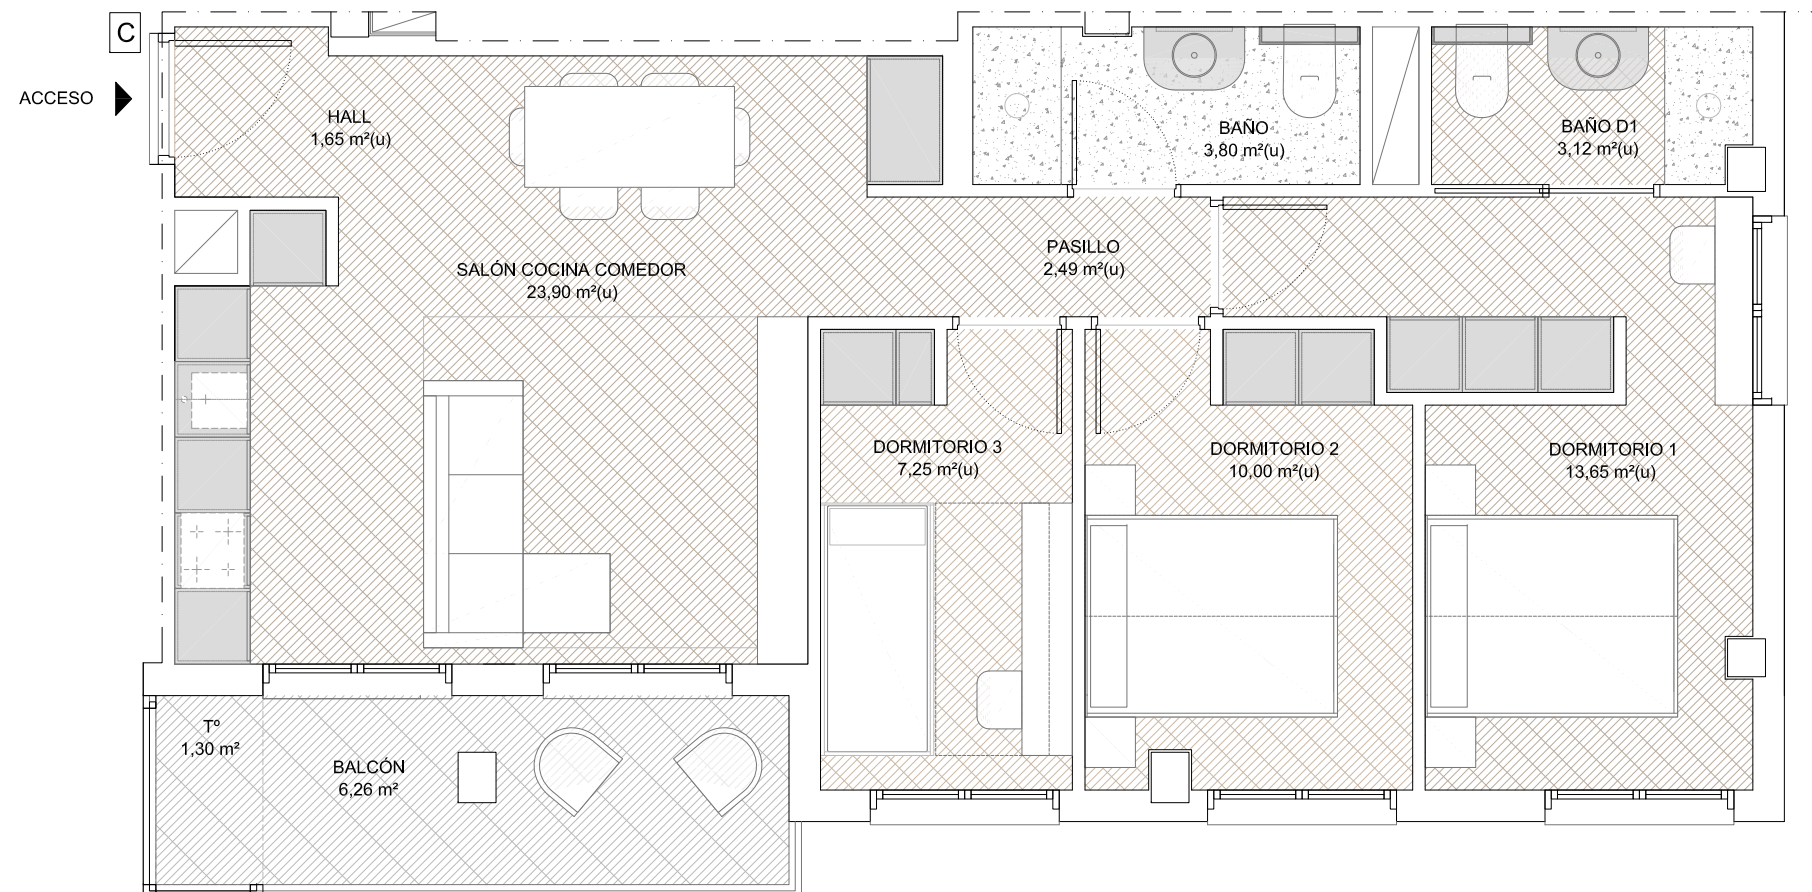 C
ACCESO
HALL
1,65 m²(u)
BAÑO
3,80 m²(u)
BAÑO D1
3,12 m²(u)
SALÓN COCINA COMEDOR
23,90 m²(u)
PASILLO
2,49 m²(u)
DORMITORIO 3
7,25 m²(u)
DORMITORIO 2
10,00 m²(u)
DORMITORIO 1
13,65 m²(u)
Tº
1,30 m²
BALCÓN
6,26 m²